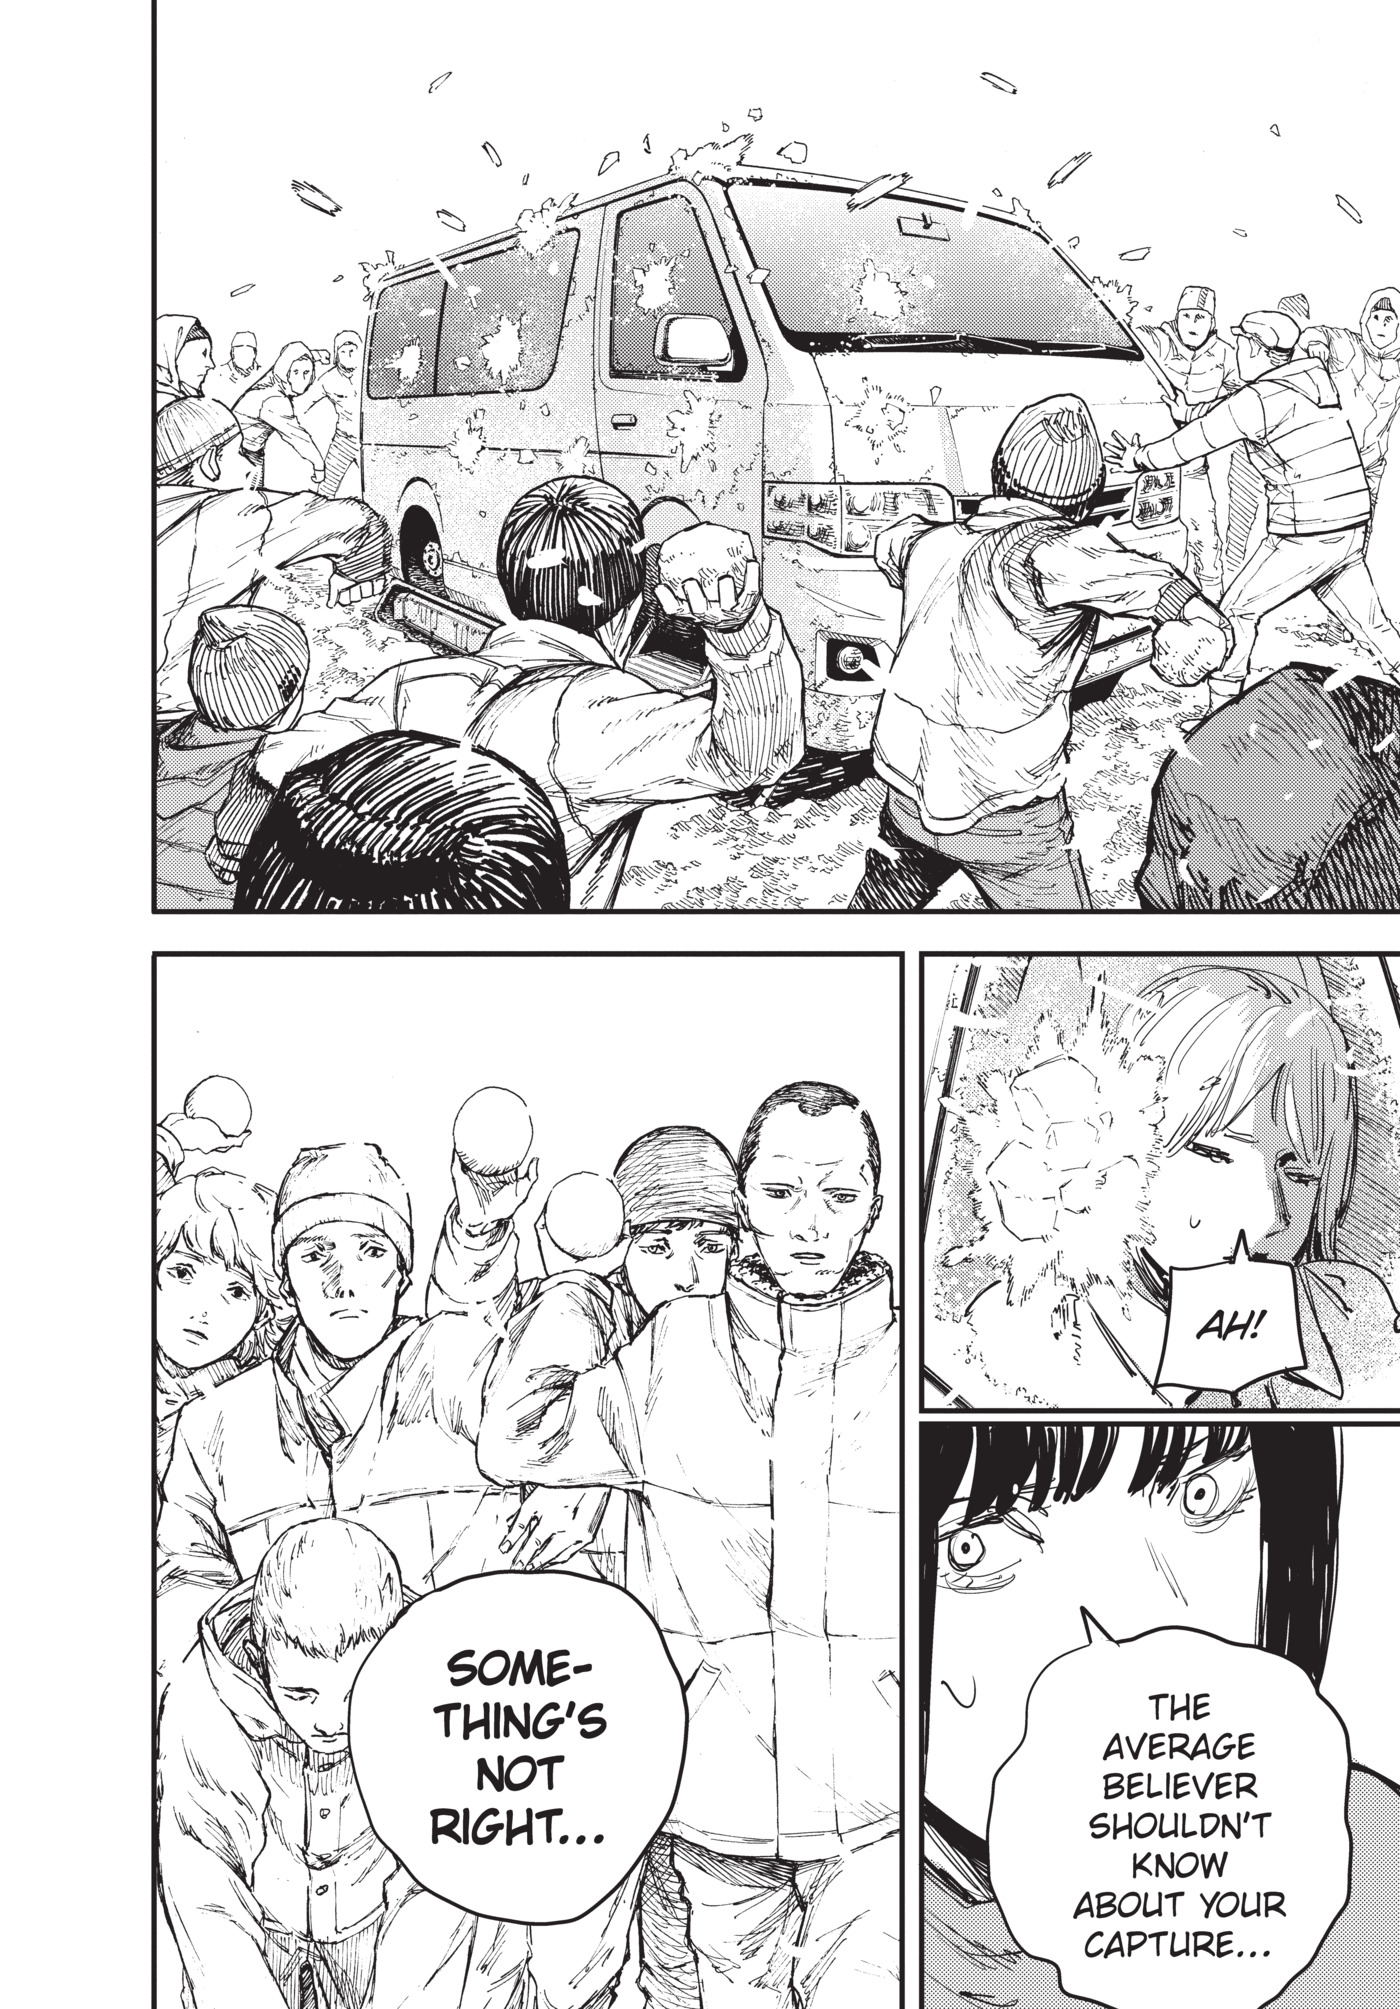 AH!
THE
AVERAGE
BELIEVER
SHOULDN'T
KNOW
ABOUT YOUR
CAPTURE...
SOME-
THING'S
NOT
RIGHT...